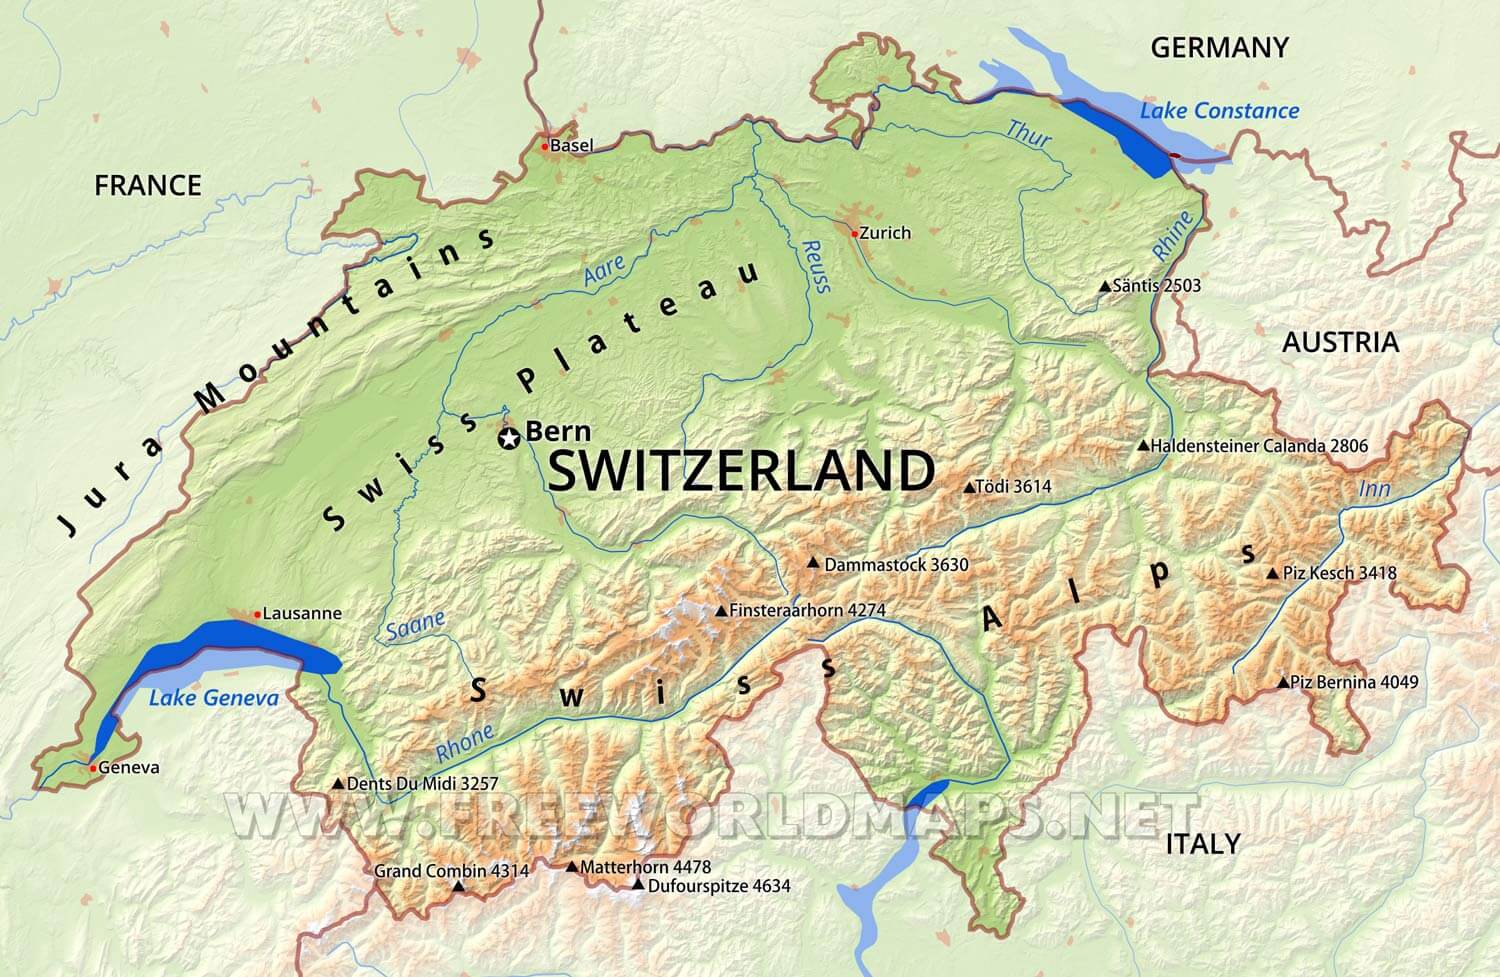 GERMANY
Lake Constance
Thur
Basel
FRANCE
Zurich
Rhine
Reuss
Aare
Säntis 2503
Jura Mountains
AUSTRIA
Swiss Plateau
Bern
SWITZERLAND
Haldensteiner Calanda 2806
Tödi 3614
Inn
Dammastock 3630
Piz Kesch 3418
Finsteraarhorn 4274
Lausanne
Saane
Swiss Alps
Piz Bernina 4049
Lake Geneva
Rhone
Geneva
Dents Du Midi 3257
WWW.FREEWORLDMAPS.NET
ITALY
Grand Combin 4314
Matterhorn 4478
Dufourspitze 4634